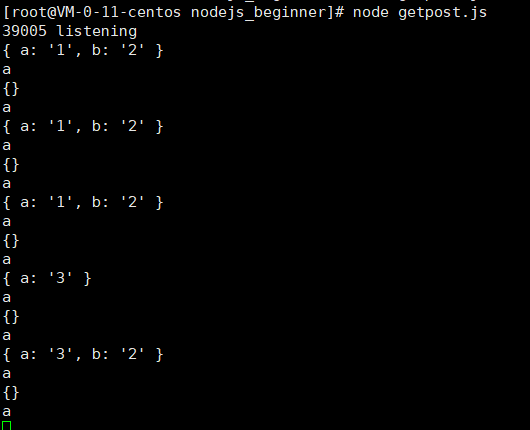 [root@VM-0-11-centos nodejs_beginner]# node getpost.js
39005 listening
{ a: '1', b: '2' }
a
{}
a
{ a: '1', b: '2' }
a
{}
a
{ a: '1', b: '2' }
a
{}
a
{ a: '3' }
a
{}
a
{ a: '3', b: '2' }
a
{}
a